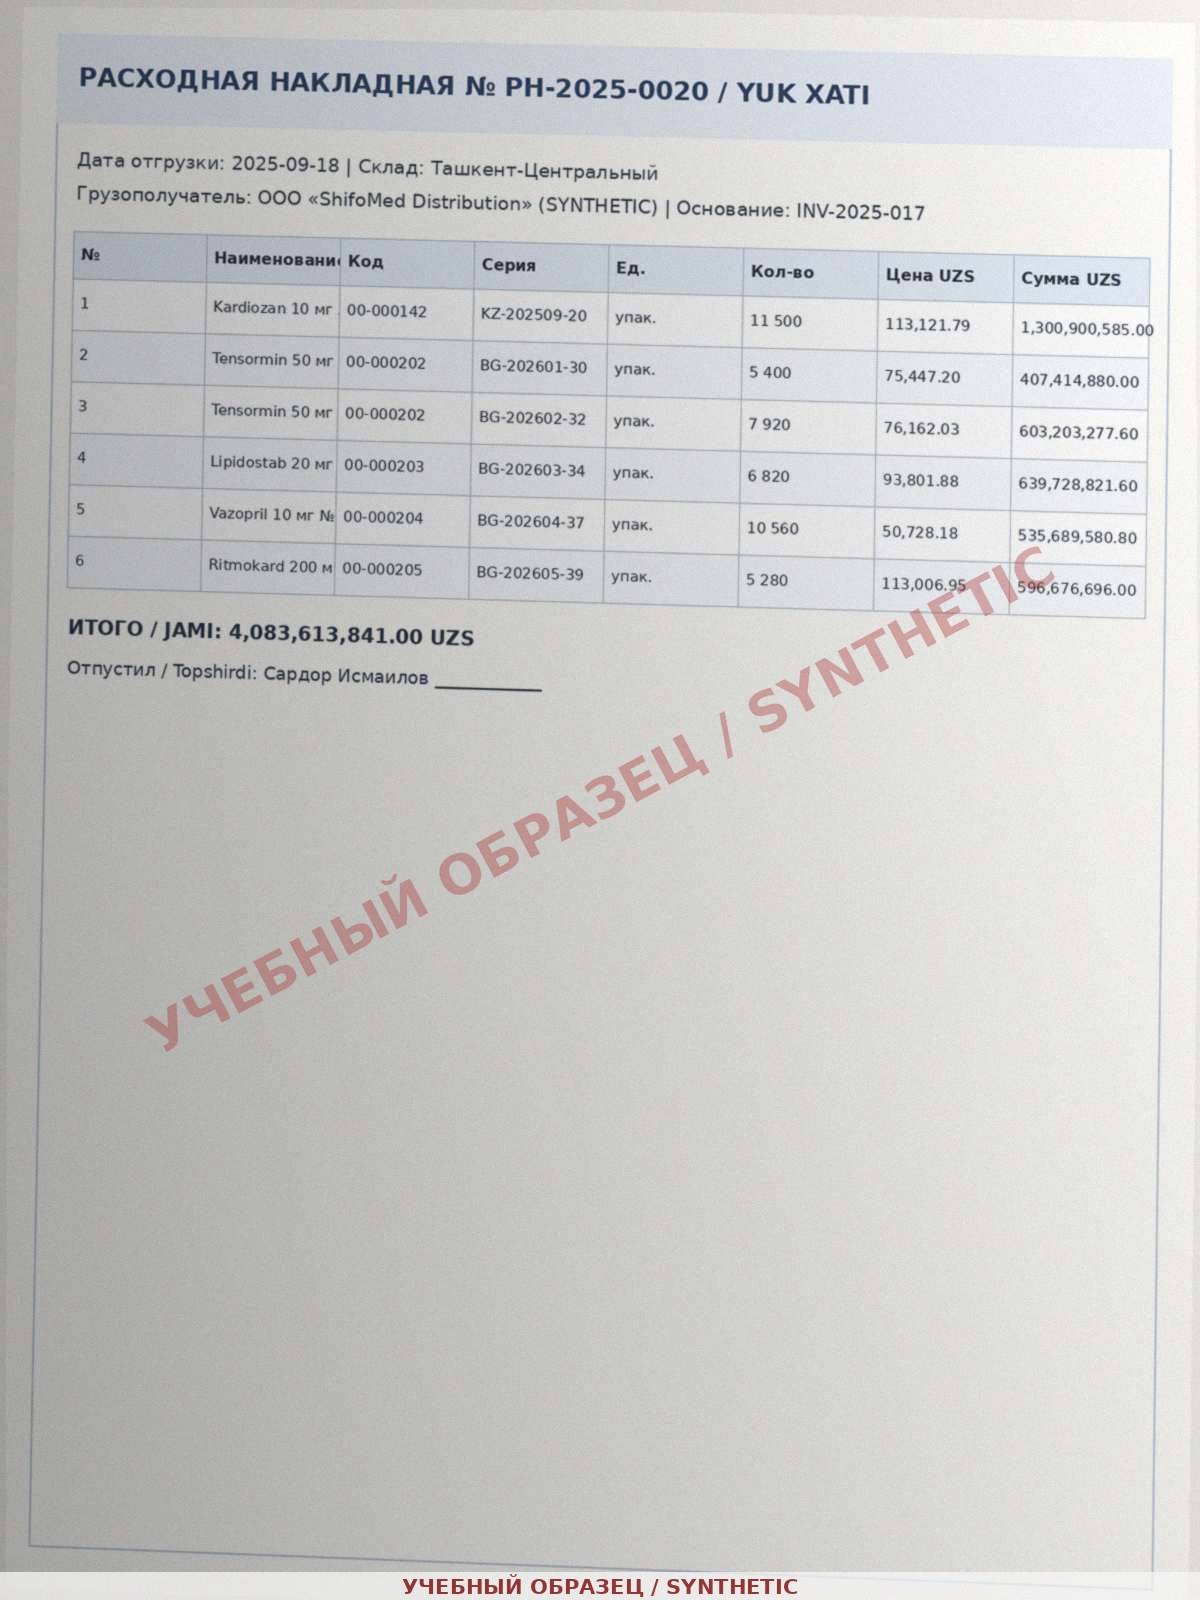 РАСХОДНАЯ НАКЛАДНАЯ № РН-2025-0020 / YUK XATI
Дата отгрузки: 2025-09-18 | Склад: Ташкент-Центральный
Грузополучатель: ООО «ShifoMed Distribution» (SYNTHETIC) | Основание: INV-2025-017
№ Наименование Код Серия Ед. Кол-во Цена UZS Сумма UZS
1 Kardiozan 10 мг 00-000142 KZ-202509-20 упак. 11 500 113,121.79 1,300,900,585.00
2 Tensormin 50 мг 00-000202 BG-202601-30 упак. 5 400 75,447.20 407,414,880.00
3 Tensormin 50 мг 00-000202 BG-202602-32 упак. 7 920 76,162.03 603,203,277.60
4 Lipidostab 20 мг 00-000203 BG-202603-34 упак. 6 820 93,801.88 639,728,821.60
5 Vazopril 10 мг № 00-000204 BG-202604-37 упак. 10 560 50,728.18 535,689,580.80
6 Ritmokard 200 м 00-000205 BG-202605-39 упак. 5 280 113,006.95 596,676,696.00
ИТОГО / JAMI: 4,083,613,841.00 UZS
Отпустил / Topshirdi: Сардор Исмаилов
УЧЕБНЫЙ ОБРАЗЕЦ / SYNTHETIC
УЧЕБНЫЙ ОБРАЗЕЦ / SYNTHETIC